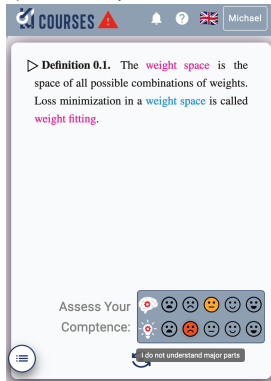 COURSES Michael
▷ Definition 0.1. The weight space is the
space of all possible combinations of weights.
Loss minimization in a weight space is called
weight fitting.
Assess Your
Comptence:
I do not understand major parts